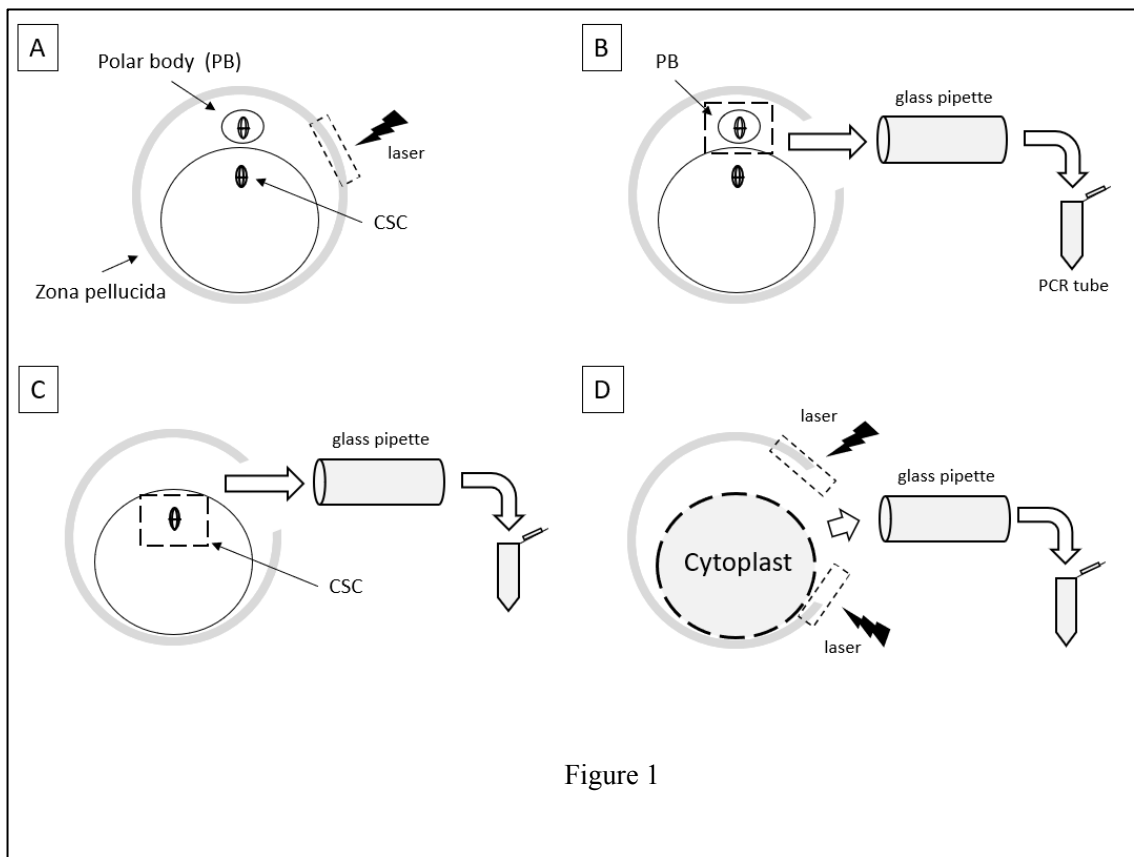 A
Polar body (PB)
laser
CSC
Zona pellucida
B
PB
glass pipette
PCR tube
C
glass pipette
CSC
D
laser
glass pipette
Cytoplast
laser
Figure 1